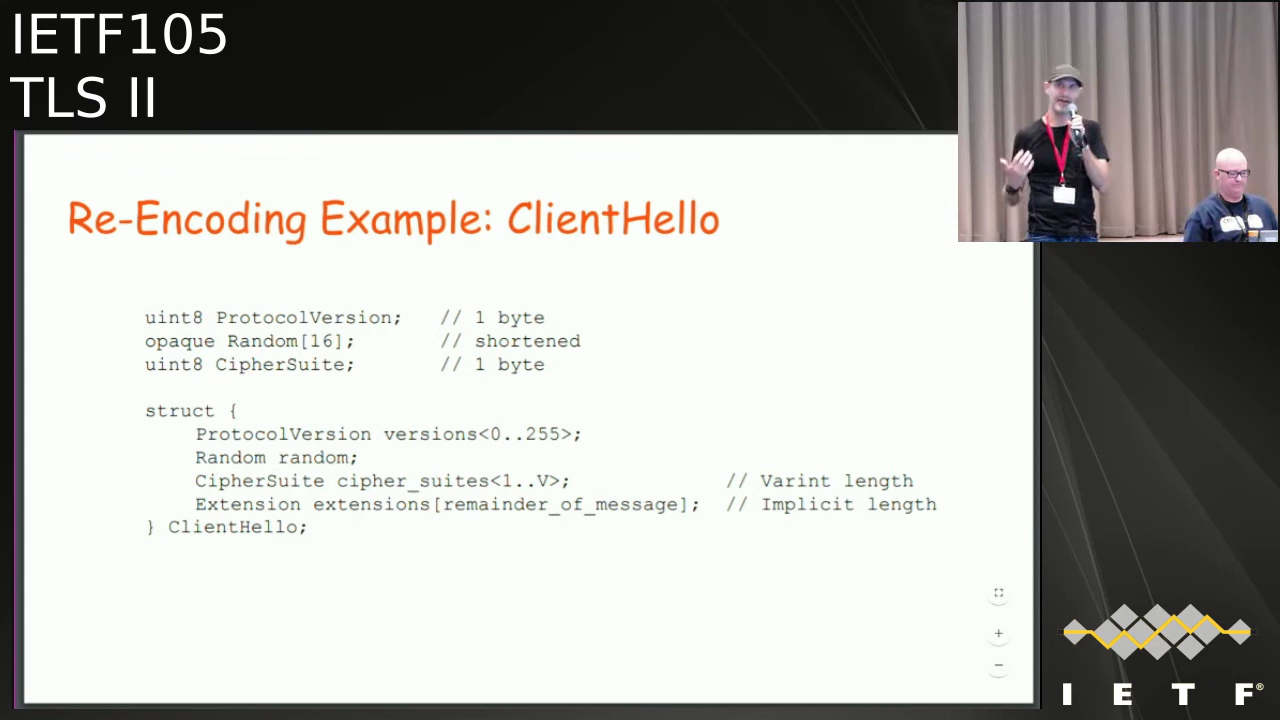 IETF105
TLS II
Re-Encoding Example: ClientHello
uint8 ProtocolVersion; // 1 byte
opaque Random[16]; // shortened
uint8 CipherSuite; // 1 byte
struct {
ProtocolVersion versions<0..255>;
Random random;
CipherSuite cipher_suites<1..V>; // Varint length
Extension extensions[remainder_of_message]; // Implicit length
} ClientHello;
+
−
I E T F®